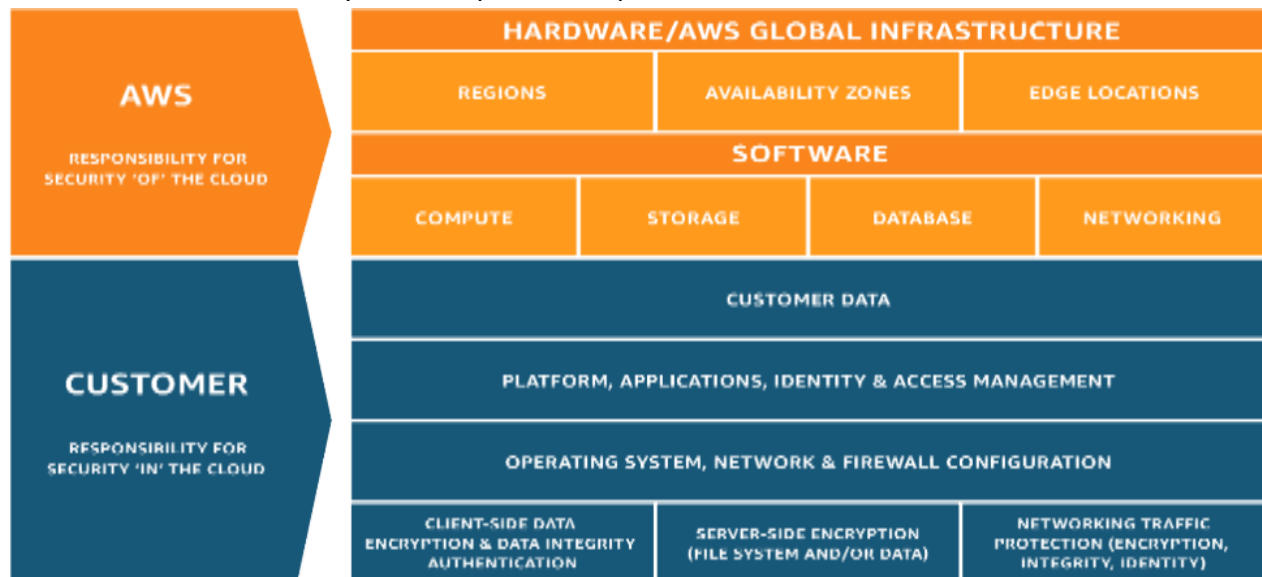 HARDWARE/AWS GLOBAL INFRASTRUCTURE
AWS
REGIONS
AVAILABILITY ZONES
EDGE LOCATIONS
RESPONSIBILITY FOR
SECURITY 'OF' THE CLOUD
SOFTWARE
COMPUTE
STORAGE
DATABASE
NETWORKING
CUSTOMER DATA
CUSTOMER
PLATFORM, APPLICATIONS, IDENTITY & ACCESS MANAGEMENT
RESPONSIBILITY FOR
SECURITY 'IN' THE CLOUD
OPERATING SYSTEM, NETWORK & FIREWALL CONFIGURATION
CLIENT-SIDE DATA
ENCRYPTION & DATA INTEGRITY
AUTHENTICATION
SERVER-SIDE ENCRYPTION
(FILE SYSTEM AND/OR DATA)
NETWORKING TRAFFIC
PROTECTION (ENCRYPTION,
INTEGRITY, IDENTITY)